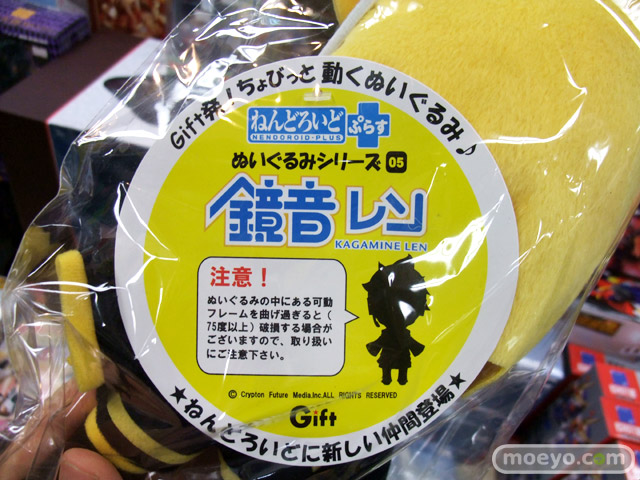 Gift発！ちょびっと動くぬいぐるみ♪
ねんどろいど ぷらす
NENDOROID-PLUS
ぬいぐるみシリーズ 05
鏡音レン
KAGAMINE LEN
注意！
ぬいぐるみの中にある可動
フレームを曲げ過ぎると（
75度以上）破損する場合が
ございますので、取り扱い
にご注意下さい。
© Crypton Future Media,Inc.ALL RIGHTS RESERVED
Gift
★ねんどろいどに新しい仲間登場★
moeyo.com